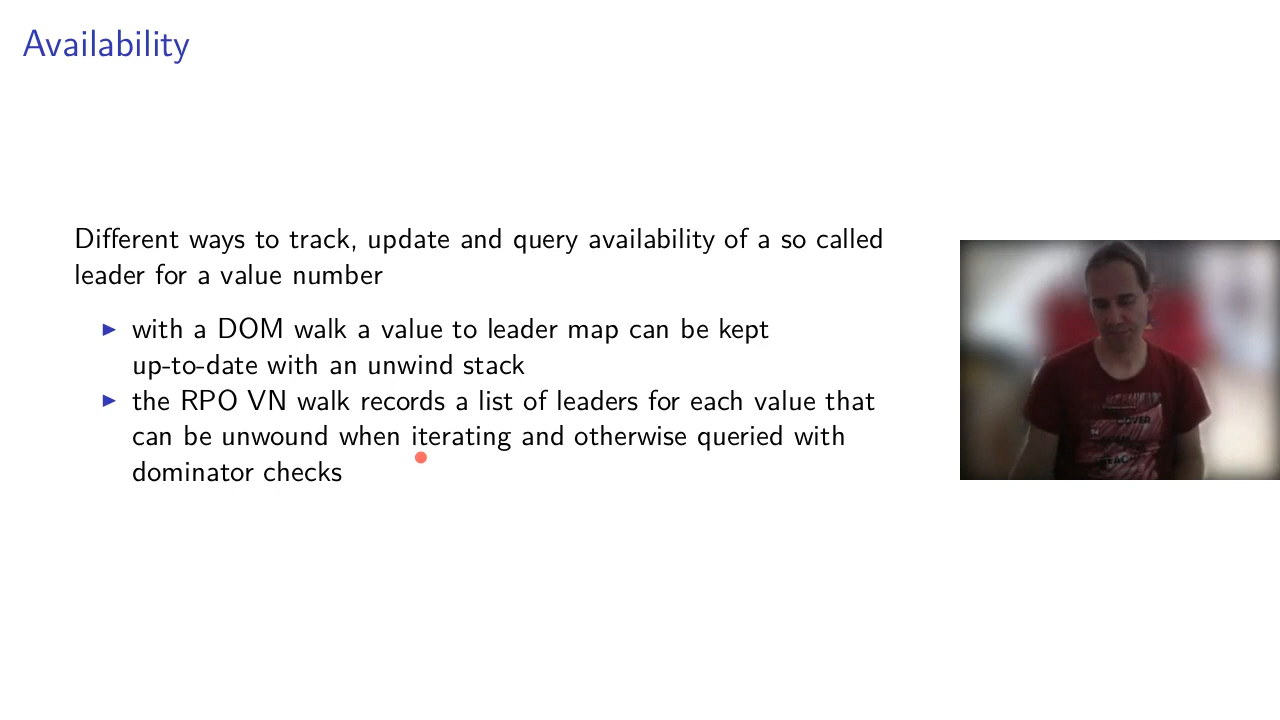 Availability
Different ways to track, update and query availability of a so called
leader for a value number
▶ with a DOM walk a value to leader map can be kept
up-to-date with an unwind stack
▶ the RPO VN walk records a list of leaders for each value that
can be unwound when iterating and otherwise queried with
dominator checks